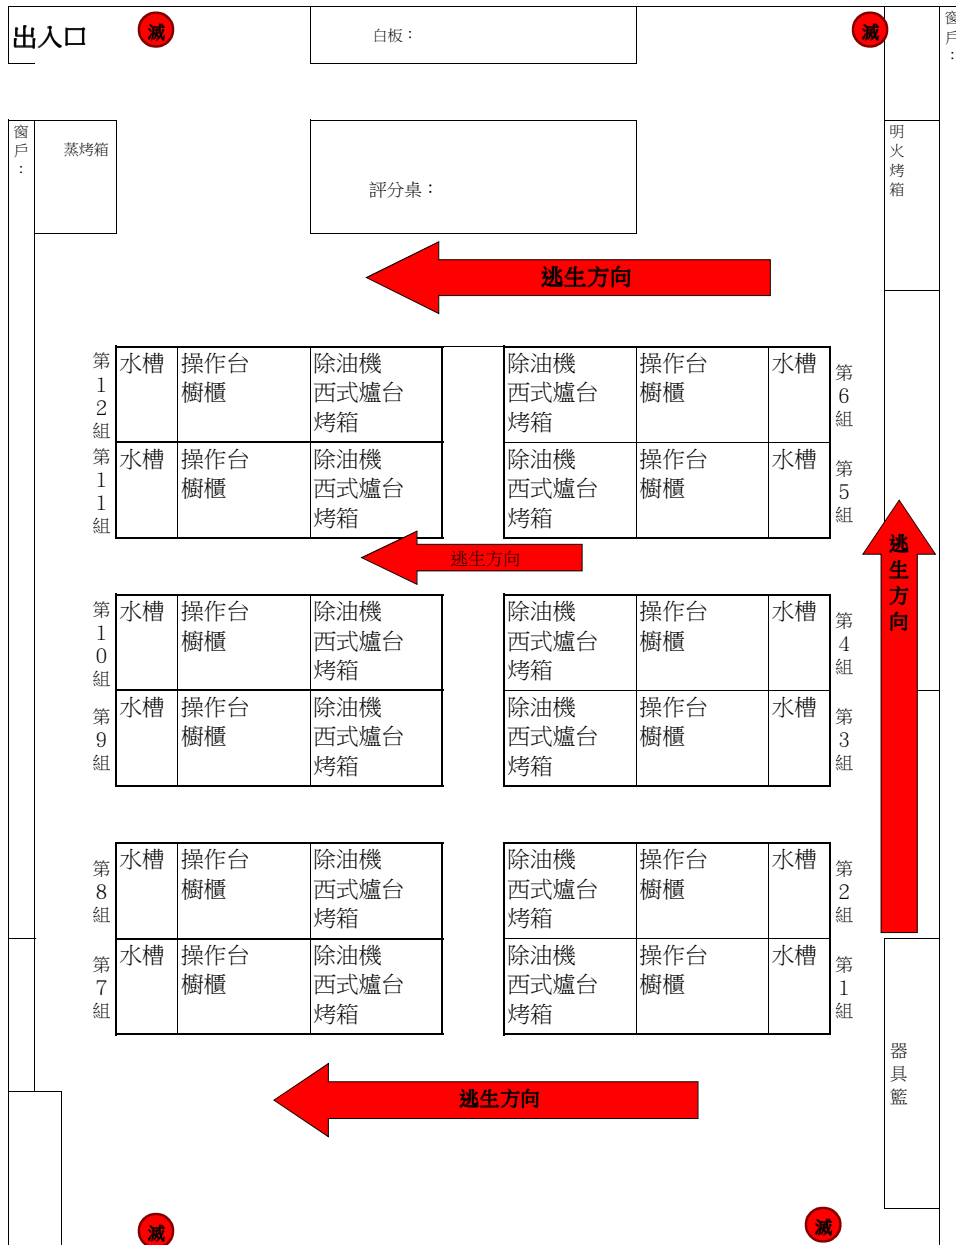 出入口
滅
白板：
滅
窗戶：
窗戶：
蒸烤箱
評分桌：
明火烤箱
逃生方向
第12組
水槽
操作台
櫥櫃
除油機
西式爐台
烤箱
除油機
西式爐台
烤箱
操作台
櫥櫃
水槽
第6組
第11組
水槽
操作台
櫥櫃
除油機
西式爐台
烤箱
除油機
西式爐台
烤箱
操作台
櫥櫃
水槽
第5組
逃生方向
逃生方向
第10組
水槽
操作台
櫥櫃
除油機
西式爐台
烤箱
除油機
西式爐台
烤箱
操作台
櫥櫃
水槽
第4組
第9組
水槽
操作台
櫥櫃
除油機
西式爐台
烤箱
除油機
西式爐台
烤箱
操作台
櫥櫃
水槽
第3組
第8組
水槽
操作台
櫥櫃
除油機
西式爐台
烤箱
除油機
西式爐台
烤箱
操作台
櫥櫃
水槽
第2組
第7組
水槽
操作台
櫥櫃
除油機
西式爐台
烤箱
除油機
西式爐台
烤箱
操作台
櫥櫃
水槽
第1組
器具籃
逃生方向
滅
滅